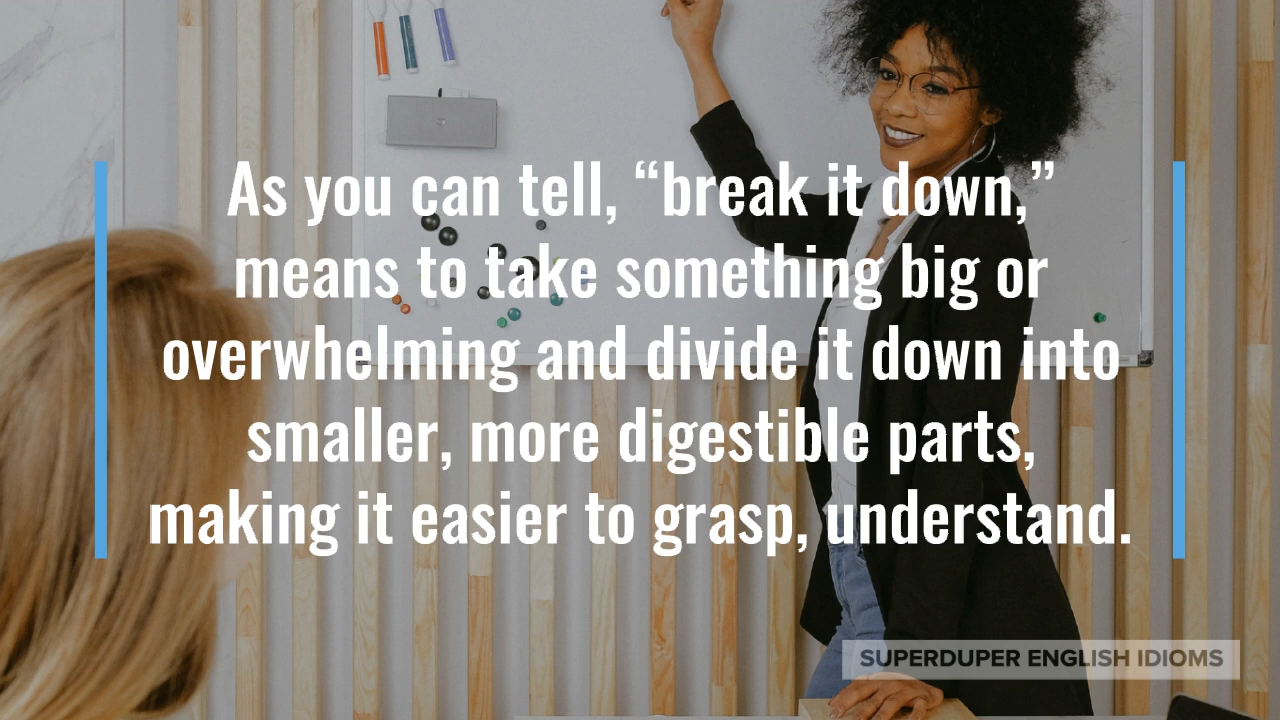 As you can tell, “break it down,”
means to take something big or
overwhelming and divide it down into
smaller, more digestible parts,
making it easier to grasp, understand.
SUPERDUPER ENGLISH IDIOMS